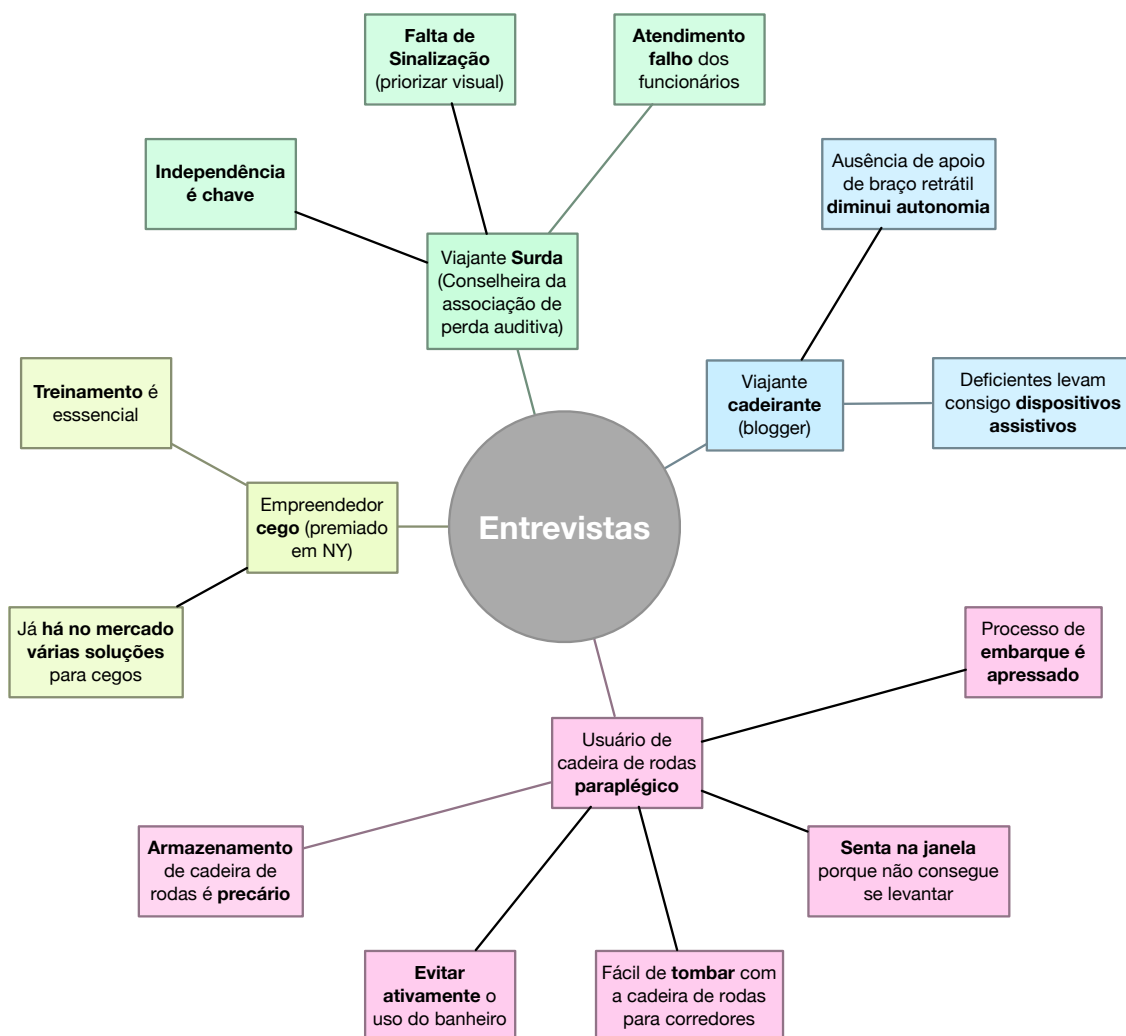 Falta de
Sinalização
(priorizar visual)
Atendimento
falho dos
funcionários
Independência
é chave
Ausência de apoio
de braço retrátil
diminui autonomia
Viajante Surda
(Conselheira da
associação de
perda auditiva)
Treinamento é
esssencial
Viajante
cadeirante
(blogger)
Deficientes levam
consigo dispositivos
assistivos
Empreendedor
cego (premiado
em NY)
Entrevistas
Já há no mercado
várias soluções
para cegos
Processo de
embarque é
apressado
Usuário de
cadeira de rodas
paraplégico
Armazenamento
de cadeira de
rodas é precário
Senta na janela
porque não consegue
se levantar
Evitar
ativamente o
uso do banheiro
Fácil de tombar com
a cadeira de rodas
para corredores